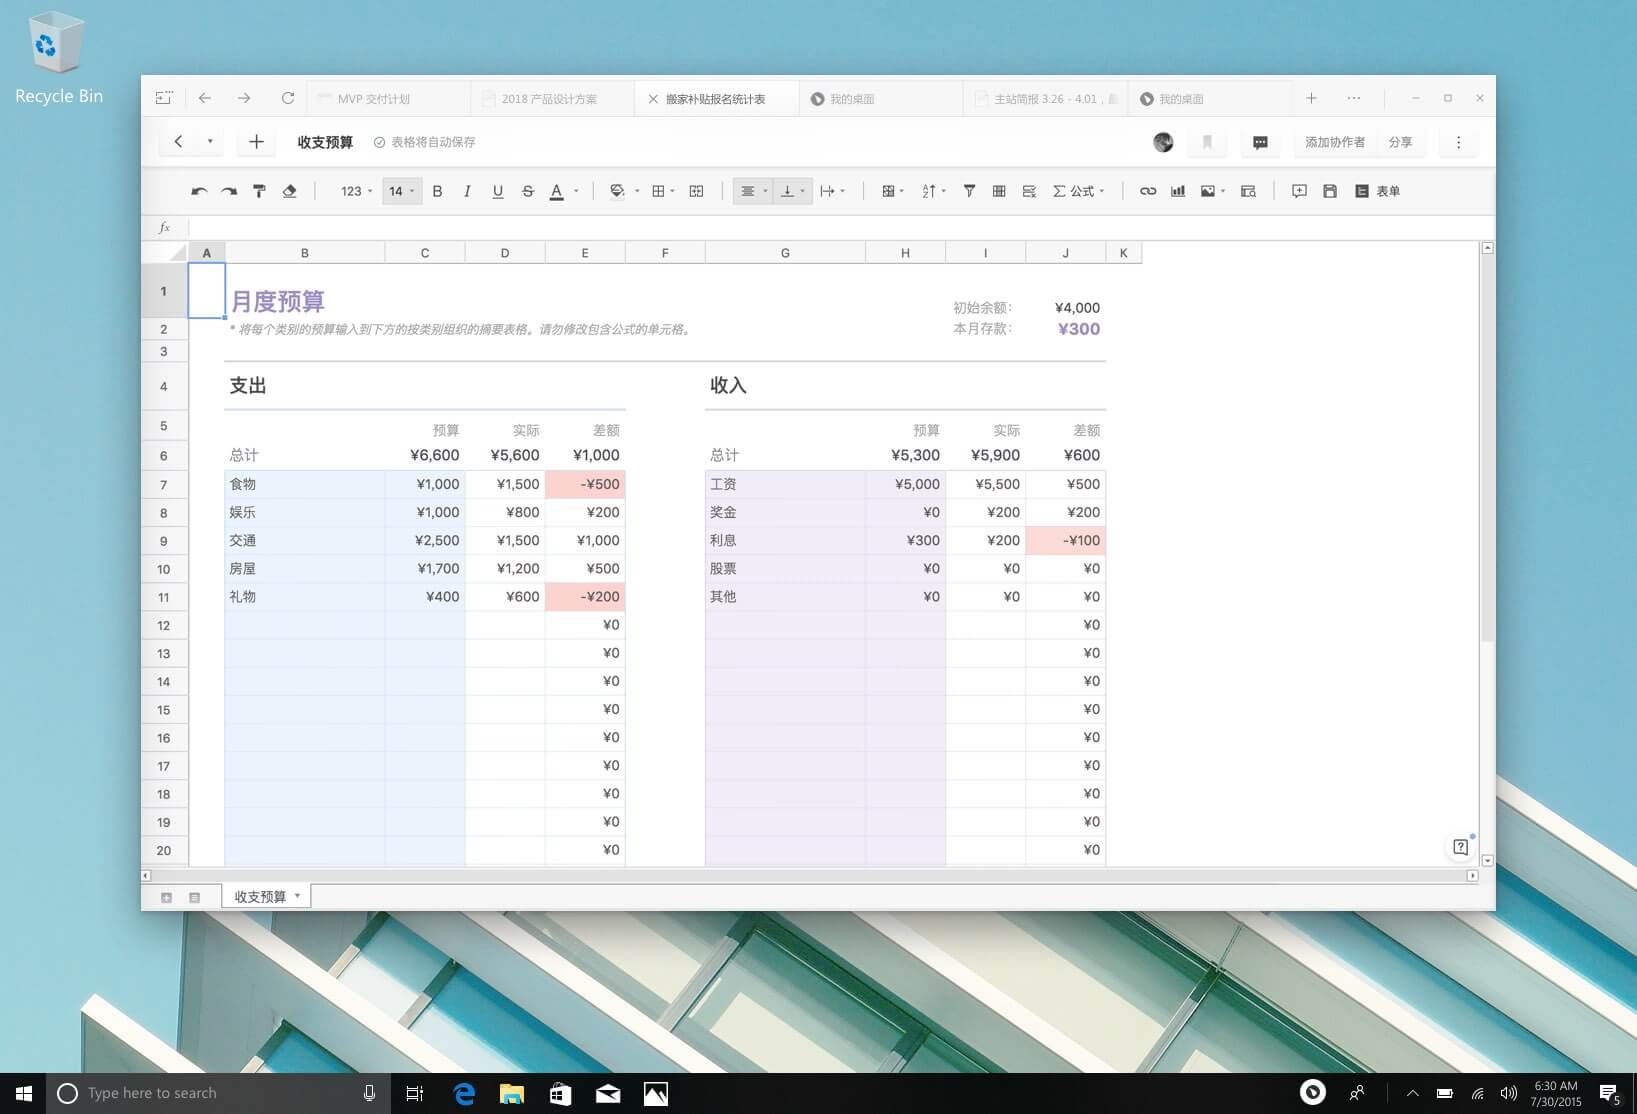 Recycle Bin
MVP 交付计划
2018 产品设计方案
搬家补贴报名统计表
我的桌面
主站简报 3.26 - 4.01，
我的桌面
收支预算
表格将自动保存
添加协作者
分享
123
14
B I U S A
Σ 公式
表单
fx
A B C D E F G H I J K
1 月度预算 初始余额： ¥4,000
2 * 将每个类别的预算输入到下方的按类别组织的摘要表格。请勿修改包含公式的单元格。 本月存款： ¥300
3
4 支出 收入
5 预算 实际 差额 预算 实际 差额
6 总计 ¥6,600 ¥5,600 ¥1,000 总计 ¥5,300 ¥5,900 ¥600
7 食物 ¥1,000 ¥1,500 -¥500 工资 ¥5,000 ¥5,500 ¥500
8 娱乐 ¥1,000 ¥800 ¥200 奖金 ¥0 ¥200 ¥200
9 交通 ¥2,500 ¥1,500 ¥1,000 利息 ¥300 ¥200 -¥100
10 房屋 ¥1,700 ¥1,200 ¥500 股票 ¥0 ¥0 ¥0
11 礼物 ¥400 ¥600 -¥200 其他 ¥0 ¥0 ¥0
12 ¥0 ¥0
13 ¥0 ¥0
14 ¥0 ¥0
15 ¥0 ¥0
16 ¥0 ¥0
17 ¥0 ¥0
18 ¥0 ¥0
19 ¥0 ¥0
20 ¥0 ¥0
收支预算
Type here to search
6:30 AM
7/30/2015
5